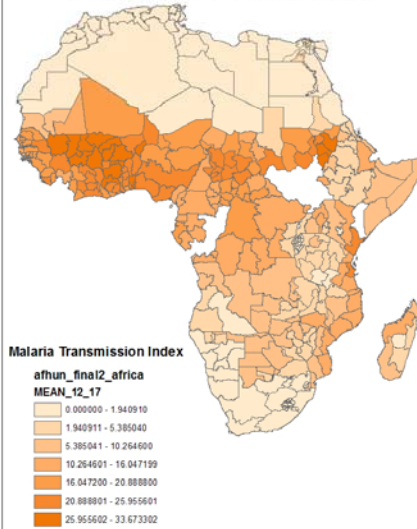 Malaria Transmission Index
afhun_final2_africa
MEAN_12_17
0.000000 - 1.940910
1.940911 - 5.385040
5.385041 - 10.264600
10.264601 - 16.047199
16.047200 - 20.888800
20.888801 - 25.955601
25.955602 - 33.673302